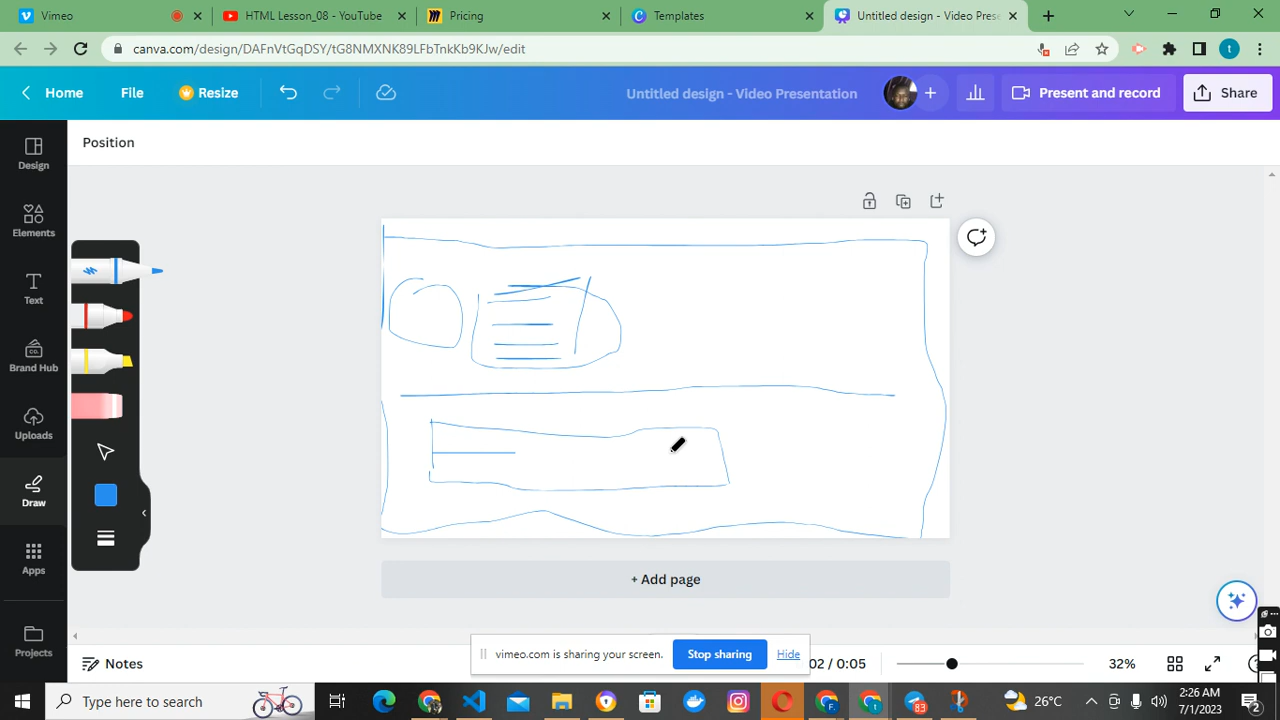 Vimeo
HTML Lesson_08 - YouTube
Pricing
Templates
Untitled design - Video Prese
canva.com/design/DAFnVtGqDSY/tG8NMXNK89LFbTnkKb9KJw/edit
t
Home
File
Resize
Untitled design - Video Presentation
Present and record
Share
Position
Design
Elements
Text
CO.
Brand Hub
Uploads
Draw
Apps
Projects
+ Add page
vimeo.com is sharing your screen.
Stop sharing
Hide
Notes
02 / 0:05
32%
Type here to search
F
t
83
26°C
2:26 AM
7/1/2023
2